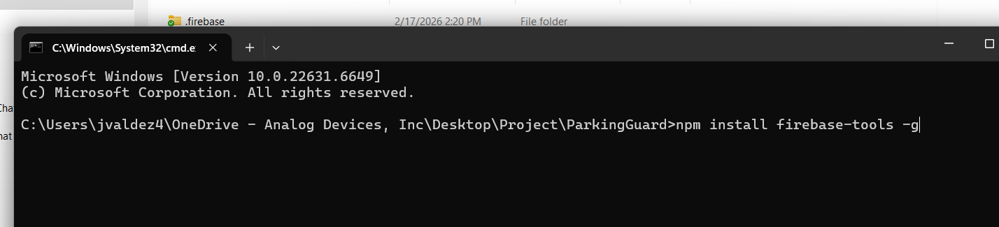 .firebase 2/17/2026 2:20 PM File folder
C:\Windows\System32\cmd.e
Microsoft Windows [Version 10.0.22631.6649]
(c) Microsoft Corporation. All rights reserved.
Cha
C:\Users\jvaldez4\OneDrive - Analog Devices, Inc\Desktop\Project\ParkingGuard>npm install firebase-tools -g
hat